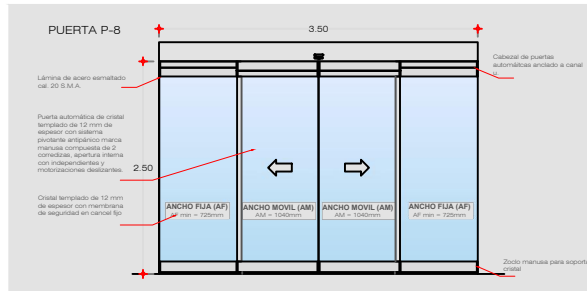 PUERTA P-8
3.50
Cabezal de puertas
automáticas anclado a canal
u
Lámina de acero esmaltado
cal. 20 S.M.A.
Puerta automática de cristal
templado de 12 mm de
espesor con sistema
pivotante antipánico marca
manusa compuesta de 2
corredizas, apertura interna
con independientes y
motorizaciones deslizantes.
2.50
Cristal templado de 12 mm
de espesor con membrana
de seguridad en cancel fijo
ANCHO FIJA (AF)
AF min = 725mm
ANCHO MOVIL (AM)
AM = 1040mm
ANCHO MOVIL (AM)
AM = 1040mm
ANCHO FIJA (AF)
AF min = 725mm
Zoclo manusa para soporte
cristal